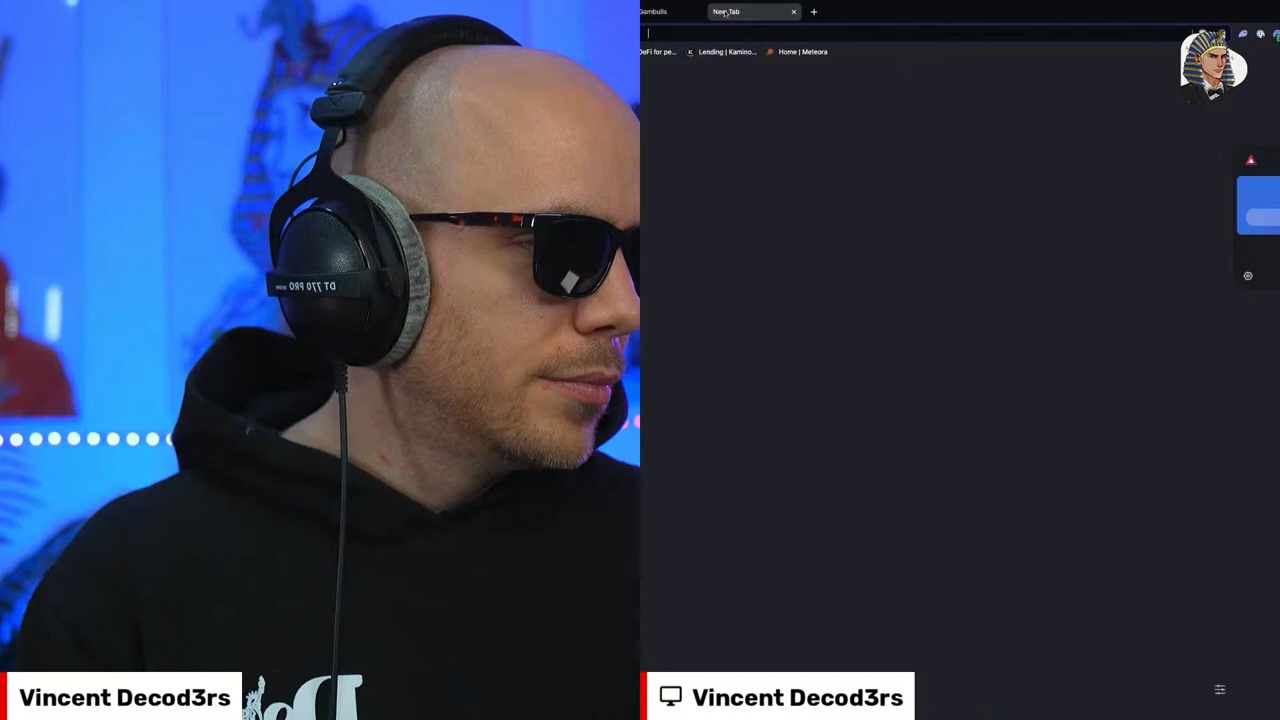 Gambulls
New Tab
DeFi for pe...
Lending | Kamino...
Home | Meteora
DT 770 PRO
Vincent Decod3rs
Vincent Decod3rs